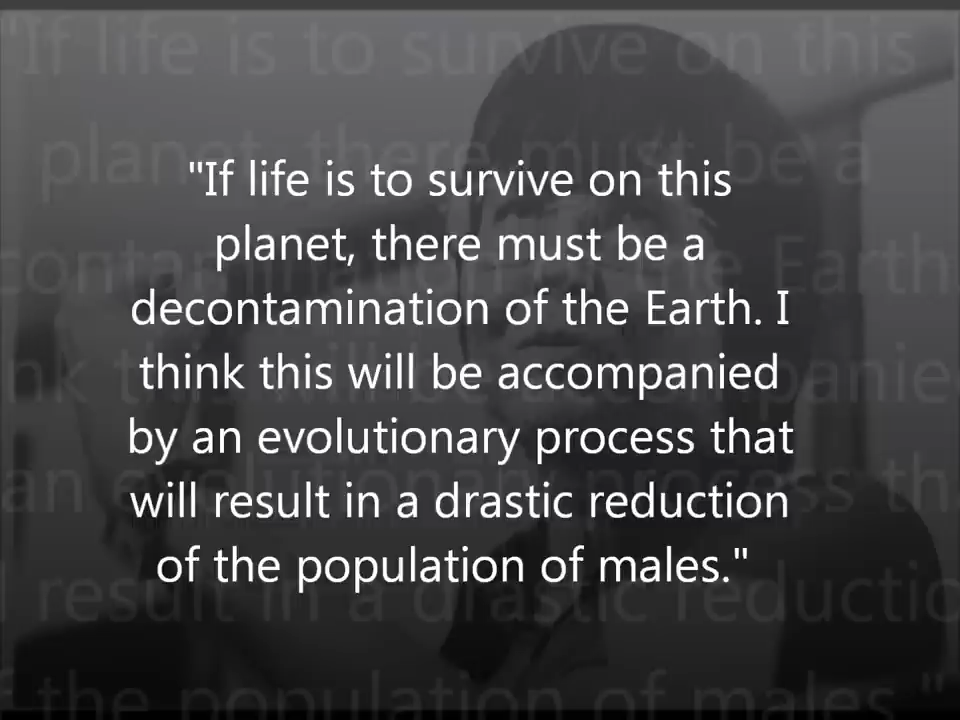 "If life is to survive on this
planet, there must be a
decontamination of the Earth. I
think this will be accompanied
by an evolutionary process that
will result in a drastic reduction
of the population of males."